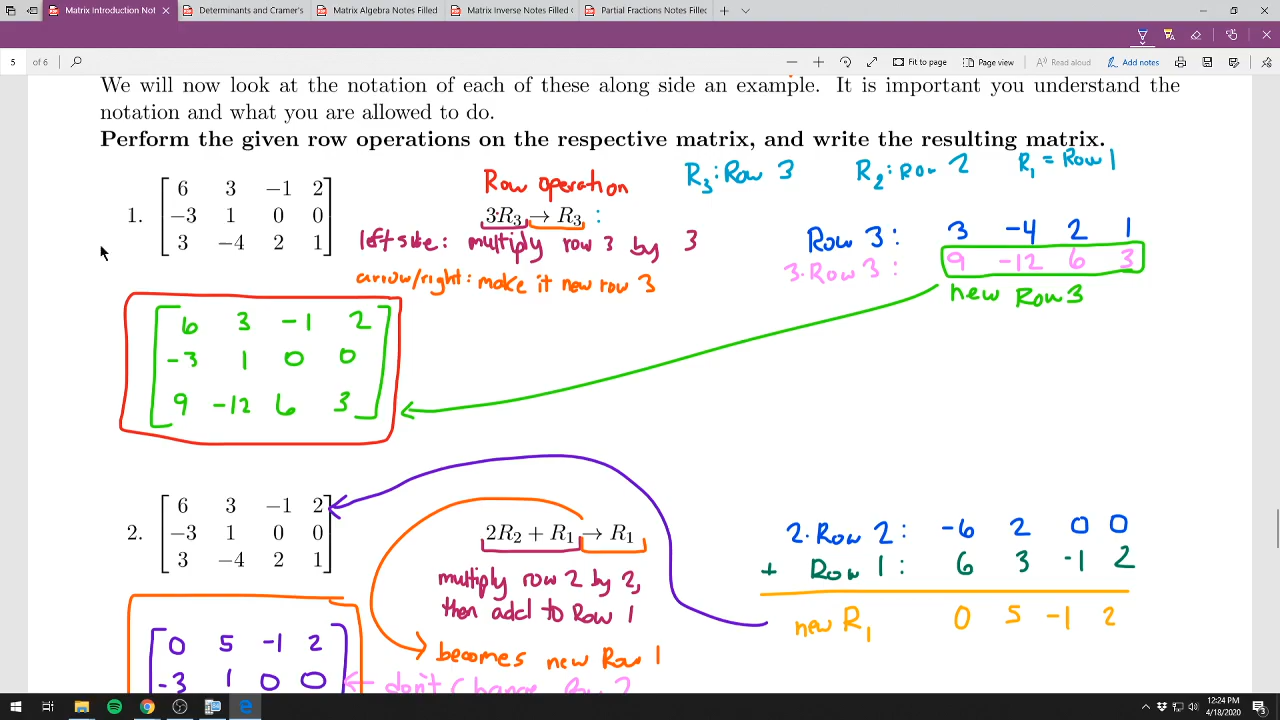 Matrix Introduction Not
Determinants and Cramer's
Matrix Algebra Notes Filled
Matrix Inverse Notes Filled
Partial Fractions Notes Filled
5 of 6
Fit to page
Page view
Read aloud
Add notes
We will now look at the notation of each of these along side an example. It is important you understand the
notation and what you are allowed to do.
Perform the given row operations on the respective matrix, and write the resulting matrix.
R3 : Row 3 R2 : Row 2 R1 = Row 1
Row operation
1. 6 3 −1 2
−3 1 0 0
3 −4 2 1
3·R3 → R3 :
left side: multiply row 3 by 3
arrow/right: make it new row 3
Row 3: 3 -4 2 1
3·Row 3: 9 -12 6 3
new Row 3
6 3 -1 2
-3 1 0 0
9 -12 6 3
2. 6 3 −1 2
−3 1 0 0
3 −4 2 1
2R2 + R1 → R1
multiply row 2 by 2,
then add to Row 1
becomes new Row 1
2·Row 2: -6 2 0 0
+ Row 1: 6 3 -1 2
new R1 0 5 -1 2
0 5 -1 2
-3 1 0 0
don't change Row 2
12:24 PM
4/18/2020